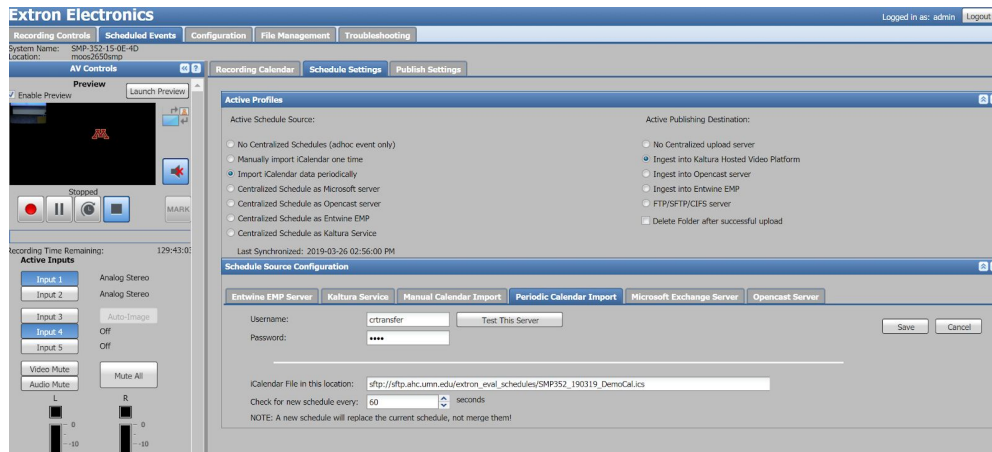 Extron Electronics
Logged in as: admin Logout
Recording Controls Scheduled Events Configuration File Management Troubleshooting
System Name: SMP-352-15-0E-4D
Location: moos2650smp
AV Controls
Recording Calendar Schedule Settings Publish Settings
Preview
Enable Preview
Launch Preview
Stopped
MARK
Recording Time Remaining: 129:43:03
Active Inputs
Input 1 Analog Stereo
Input 2 Analog Stereo
Input 3 Auto-Image
Input 4 Off
Input 5 Off
Video Mute
Audio Mute
Mute All
L R
0 0
-10 -10
Active Profiles
Active Schedule Source:
No Centralized Schedules (adhoc event only)
Manually import iCalendar one time
Import iCalendar data periodically
Centralized Schedule as Microsoft server
Centralized Schedule as Opencast server
Centralized Schedule as Entwine EMP
Centralized Schedule as Kaltura Service
Last Synchronized: 2019-03-26 02:56:00 PM
Active Publishing Destination:
No Centralized upload server
Ingest into Kaltura Hosted Video Platform
Ingest into Opencast server
Ingest into Entwine EMP
FTP/SFTP/CIFS server
Delete Folder after successful upload
Schedule Source Configuration
Entwine EMP Server Kaltura Service Manual Calendar Import Periodic Calendar Import Microsoft Exchange Server Opencast Server
Username: crtransfer Test This Server
Password: ••••
Save Cancel
iCalendar File in this location: sftp://sftp.ahc.umn.edu/extron_eval_schedules/SMP352_190319_DemoCal.ics
Check for new schedule every: 60 seconds
NOTE: A new schedule will replace the current schedule, not merge them!